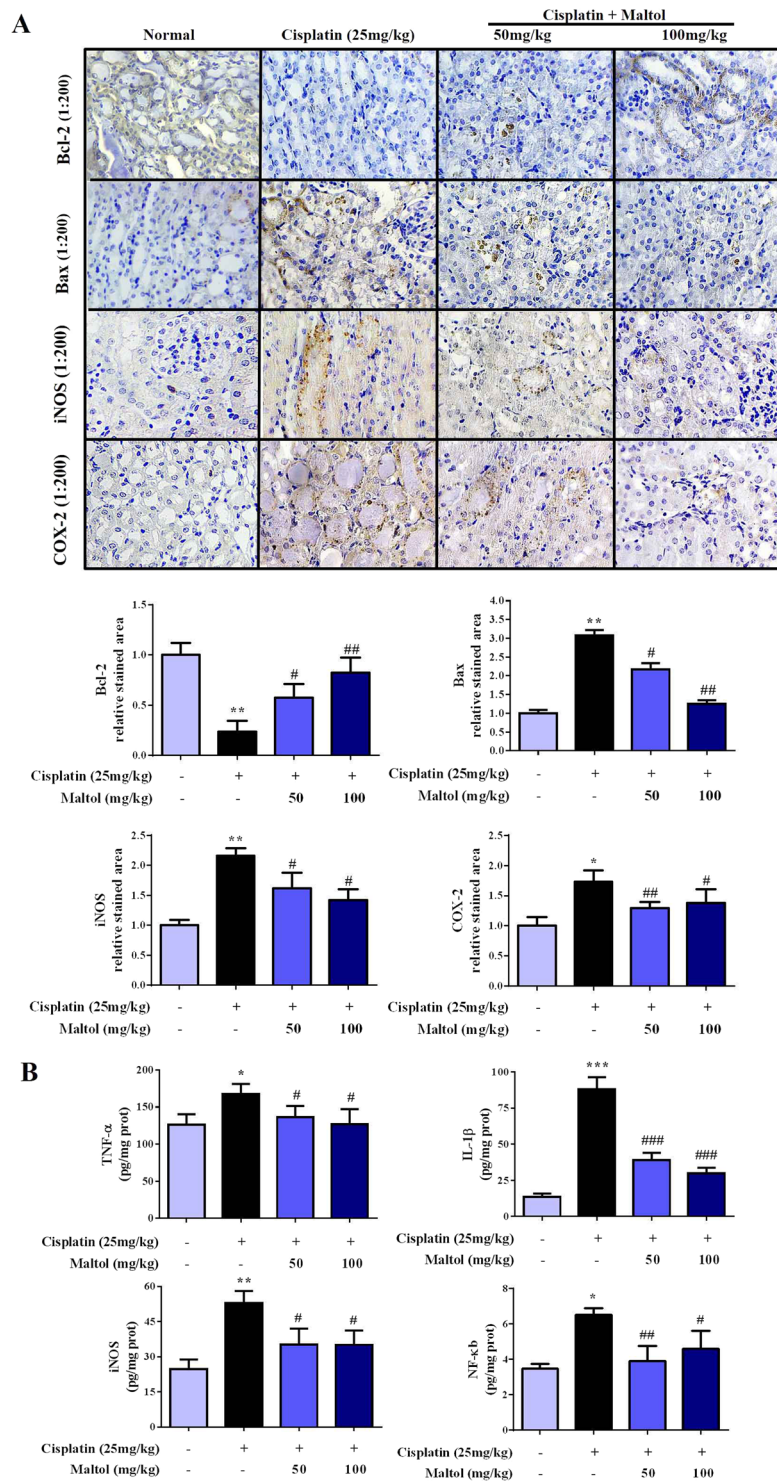 A
Cisplatin + Maltol
Normal
Cisplatin (25mg/kg)
50mg/kg
100mg/kg
Bcl-2 (1:200)
Bax (1:200)
iNOS (1:200)
COX-2 (1:200)
Bcl-2
relative stained area
1.5
1.0
0.5
0.0
**
#
##
Cisplatin (25mg/kg) - + + +
Maltol (mg/kg) - - 50 100
Bax
relative stained area
4.0
3.5
3.0
2.5
2.0
1.5
1.0
0.5
0.0
**
#
##
Cisplatin (25mg/kg) - + + +
Maltol (mg/kg) - - 50 100
iNOS
relative stained area
2.5
2.0
1.5
1.0
0.5
0.0
**
#
#
Cisplatin (25mg/kg) - + + +
Maltol (mg/kg) - - 50 100
COX-2
relative stained area
2.5
2.0
1.5
1.0
0.5
0.0
*
##
#
Cisplatin (25mg/kg) - + + +
Maltol (mg/kg) - - 50 100
B
TNF-α
(pg/mg prot)
200
150
100
50
0
*
#
#
Cisplatin (25mg/kg) - + + +
Maltol (mg/kg) - - 50 100
IL-1β
(pg/mg prot)
100
75
50
25
0
***
###
###
Cisplatin (25mg/kg) - + + +
Maltol (mg/kg) - - 50 100
iNOS
(pg/mg prot)
60
45
30
15
0
**
#
#
Cisplatin (25mg/kg) - + + +
Maltol (mg/kg) - - 50 100
NF-κb
(pg/mg prot)
8
6
4
2
0
*
##
#
Cisplatin (25mg/kg) - + + +
Maltol (mg/kg) - - 50 100